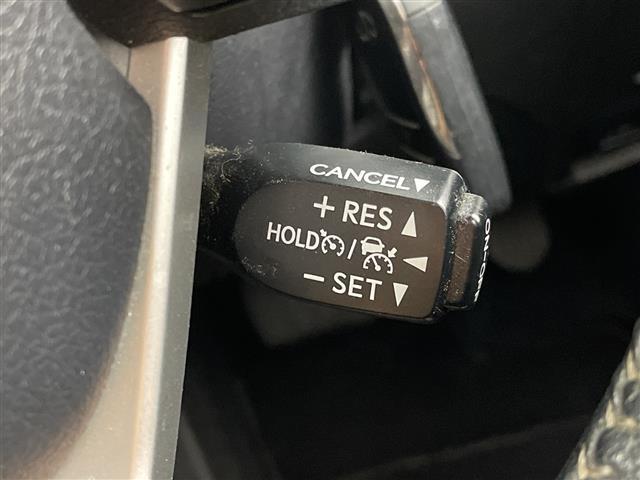 CANCEL▼
+ RES ▲
HOLD / ◀
− SET ▼
ON-OFF